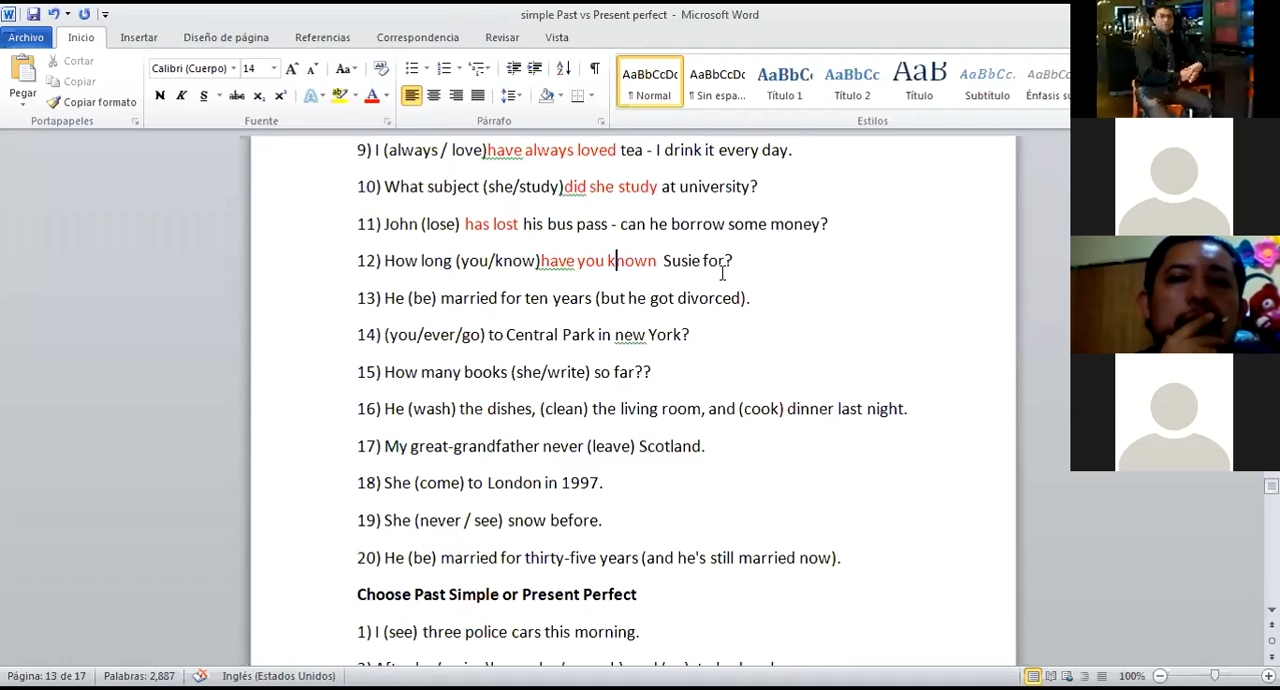 simple Past vs Present perfect - Microsoft Word
Archivo Inicio Insertar Diseño de página Referencias Correspondencia Revisar Vista
Pegar
Cortar
Copiar
Copiar formato
Portapapeles
Calibri (Cuerpo) 14
Fuente
Párrafo
AaBbCcDc AaBbCcDc AaBbC AaBbCc AaB AaBbCc. AaBbCcD
¶ Normal ¶ Sin espa... Título 1 Título 2 Título Subtítulo Énfasis s
Estilos
9) I (always / love)have always loved tea - I drink it every day.
10) What subject (she/study)did she study at university?
11) John (lose) has lost his bus pass - can he borrow some money?
12) How long (you/know)have you known Susie for?
13) He (be) married for ten years (but he got divorced).
14) (you/ever/go) to Central Park in new York?
15) How many books (she/write) so far??
16) He (wash) the dishes, (clean) the living room, and (cook) dinner last night.
17) My great-grandfather never (leave) Scotland.
18) She (come) to London in 1997.
19) She (never / see) snow before.
20) He (be) married for thirty-five years (and he's still married now).
Choose Past Simple or Present Perfect
1) I (see) three police cars this morning.
Página: 13 de 17 Palabras: 2,887 Inglés (Estados Unidos) 100%